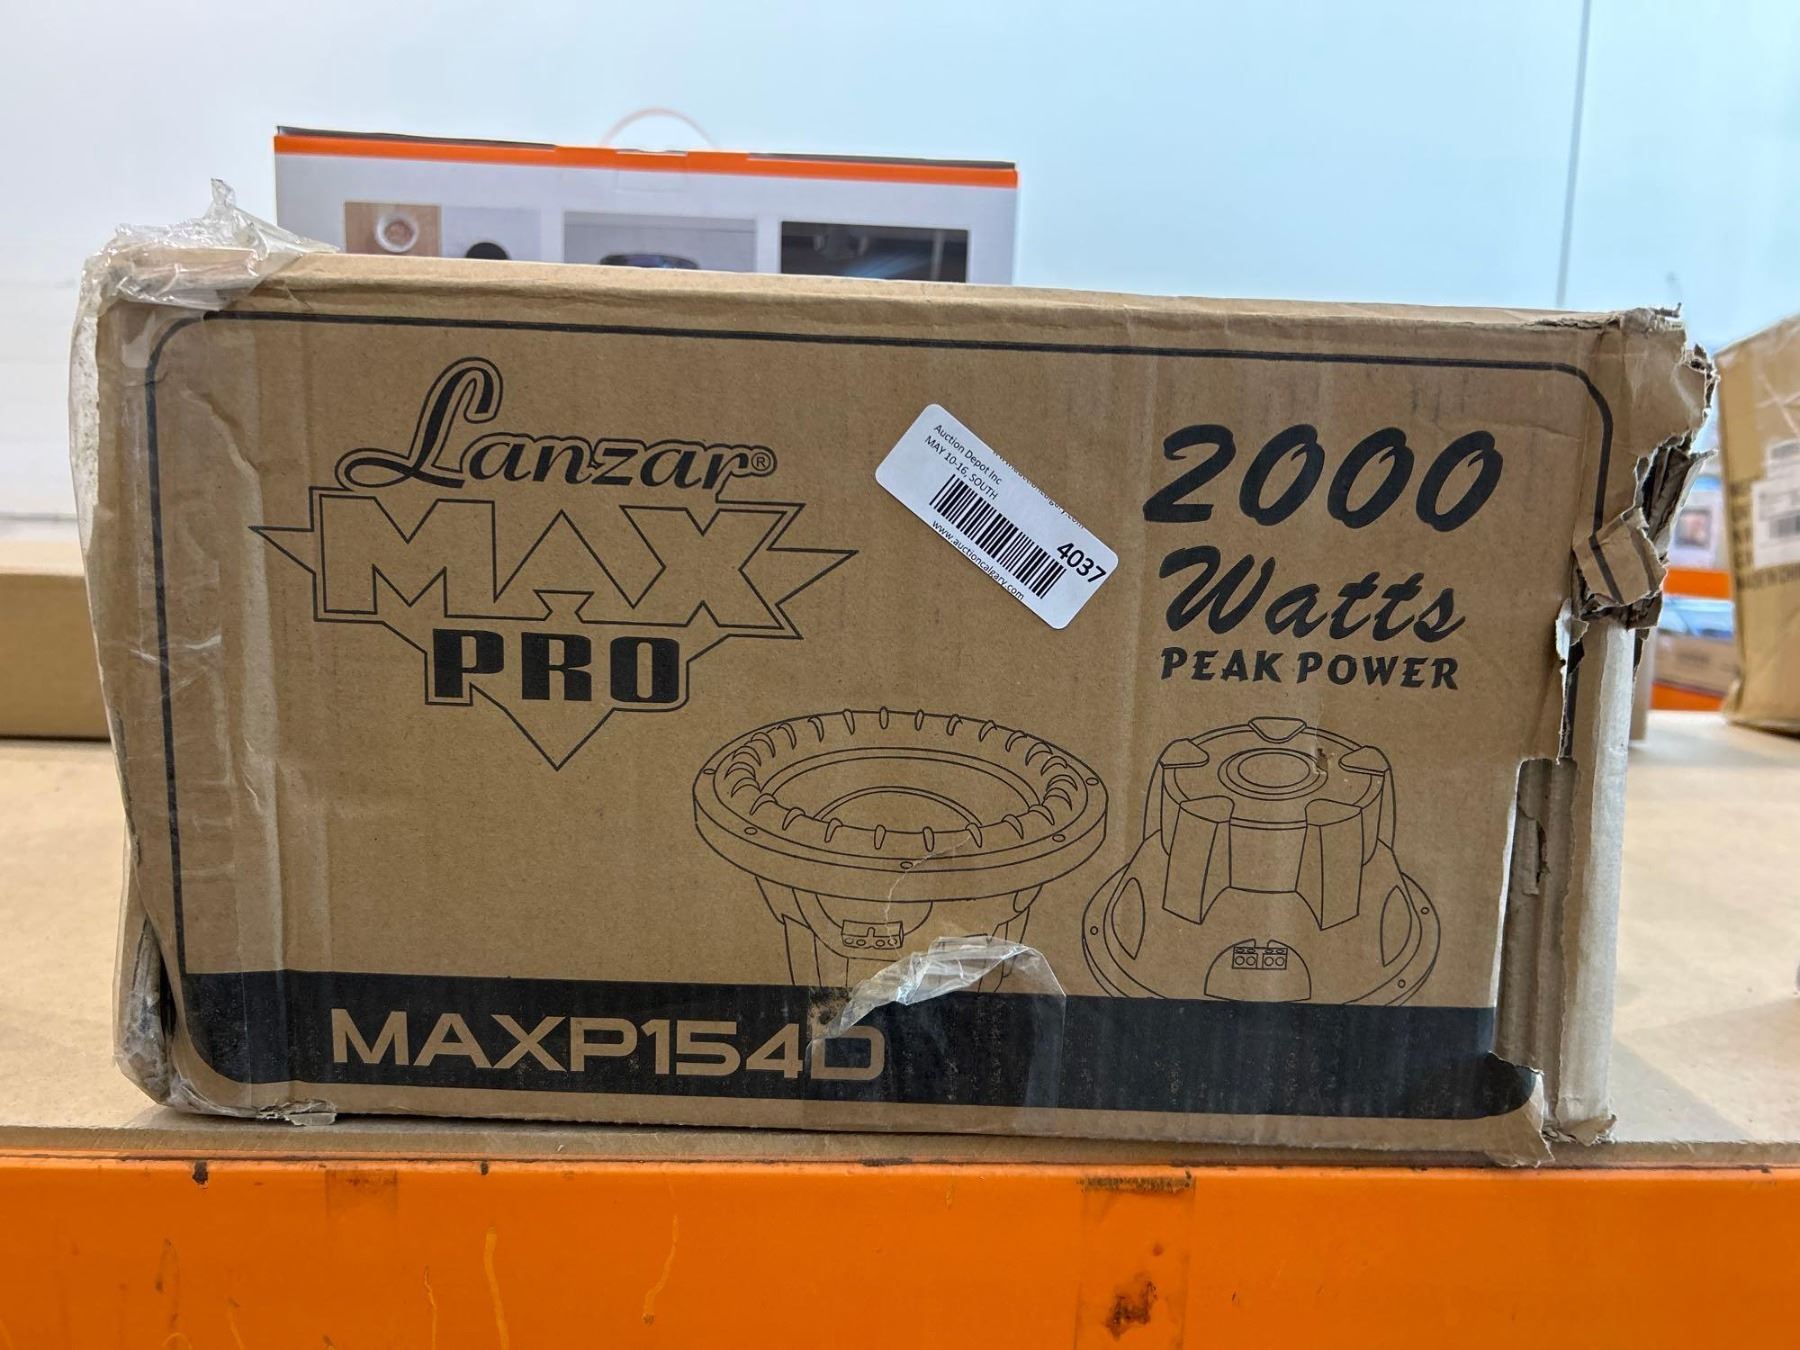 Lanzar®
MAX
PRO
Auction Depot Inc
MAY 10-16, SOUTH
4037
www.auctioncalgary.com
2000
Watts
PEAK POWER
MAXP154D